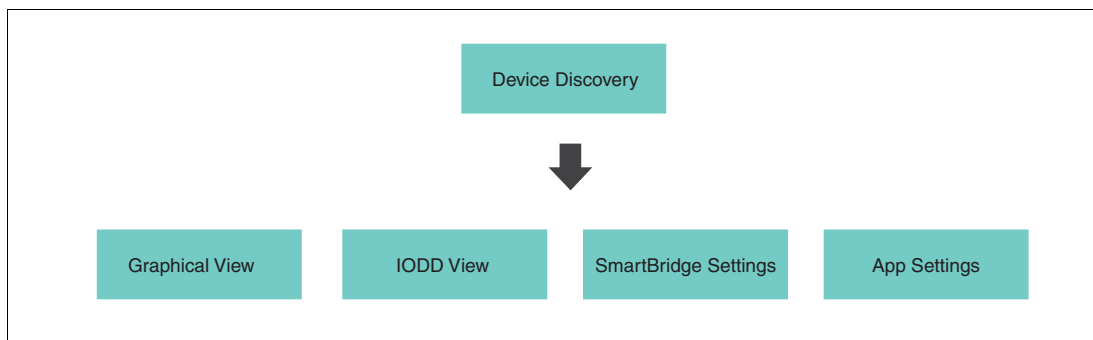 Device Discovery
Graphical View
IODD View
SmartBridge Settings
App Settings